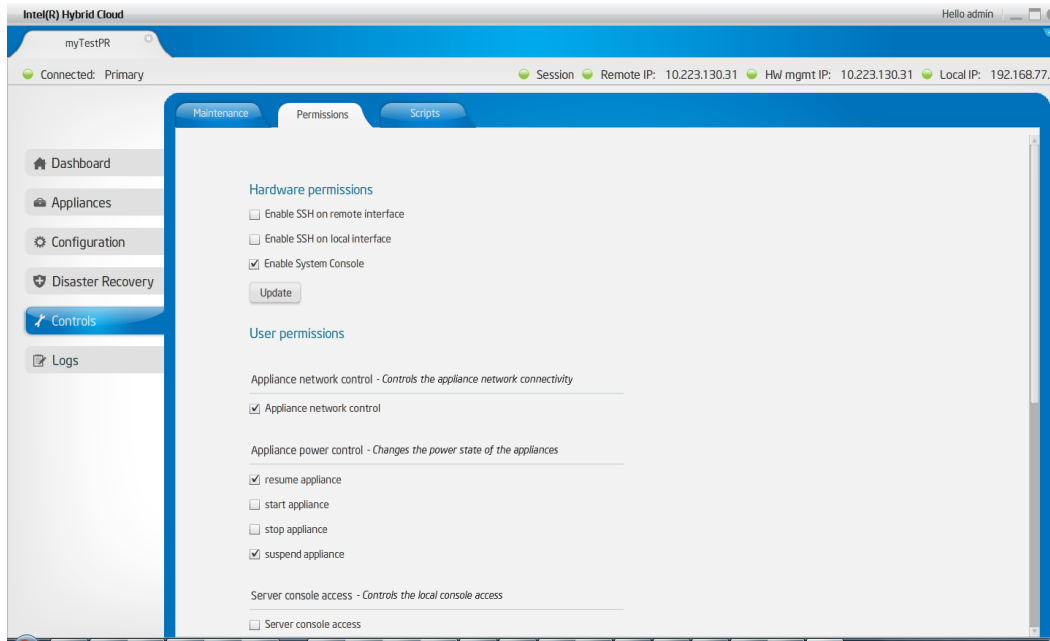 Intel(R) Hybrid Cloud Hello admin
myTestPR
Connected: Primary Session Remote IP: 10.223.130.31 HW mgmt IP: 10.223.130.31 Local IP: 192.168.77.
Maintenance Permissions Scripts
Dashboard
Appliances
Configuration
Disaster Recovery
Controls
Logs
Hardware permissions
Enable SSH on remote interface
Enable SSH on local interface
Enable System Console
Update
User permissions
Appliance network control - Controls the appliance network connectivity
Appliance network control
Appliance power control - Changes the power state of the appliances
resume appliance
start appliance
stop appliance
suspend appliance
Server console access - Controls the local console access
Server console access